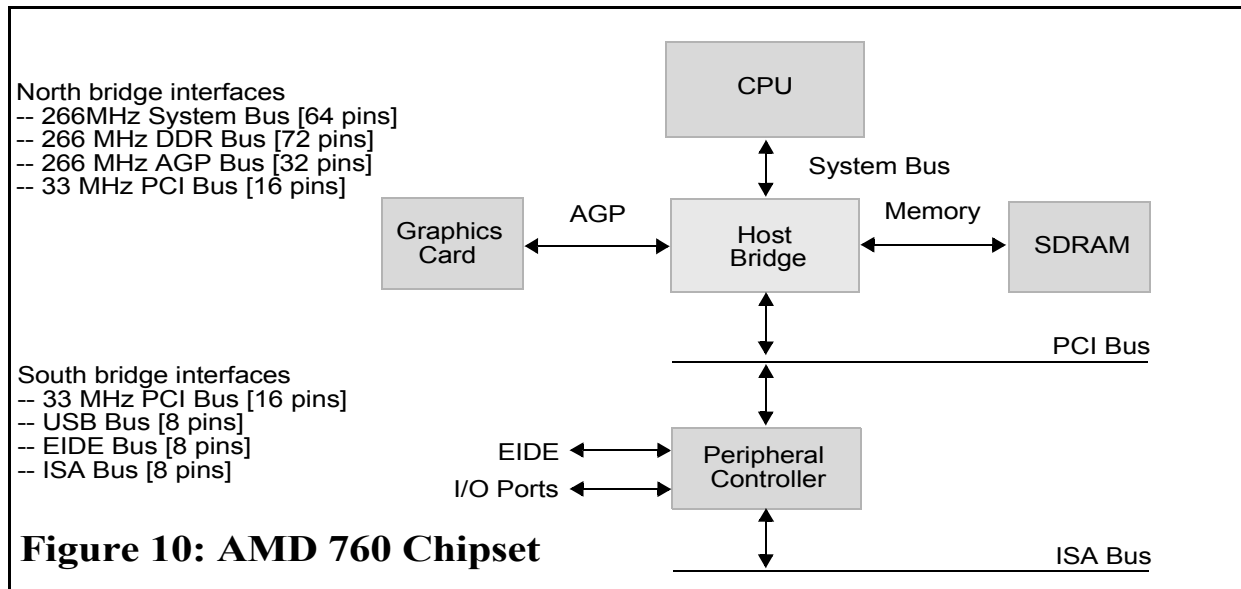 North bridge interfaces
-- 266MHz System Bus [64 pins]
-- 266 MHz DDR Bus [72 pins]
-- 266 MHz AGP Bus [32 pins]
-- 33 MHz PCI Bus [16 pins]
CPU
System Bus
Graphics
Card
AGP
Host
Bridge
Memory
SDRAM
PCI Bus
South bridge interfaces
-- 33 MHz PCI Bus [16 pins]
-- USB Bus [8 pins]
-- EIDE Bus [8 pins]
-- ISA Bus [8 pins]
EIDE
I/O Ports
Peripheral
Controller
ISA Bus
Figure 10: AMD 760 Chipset